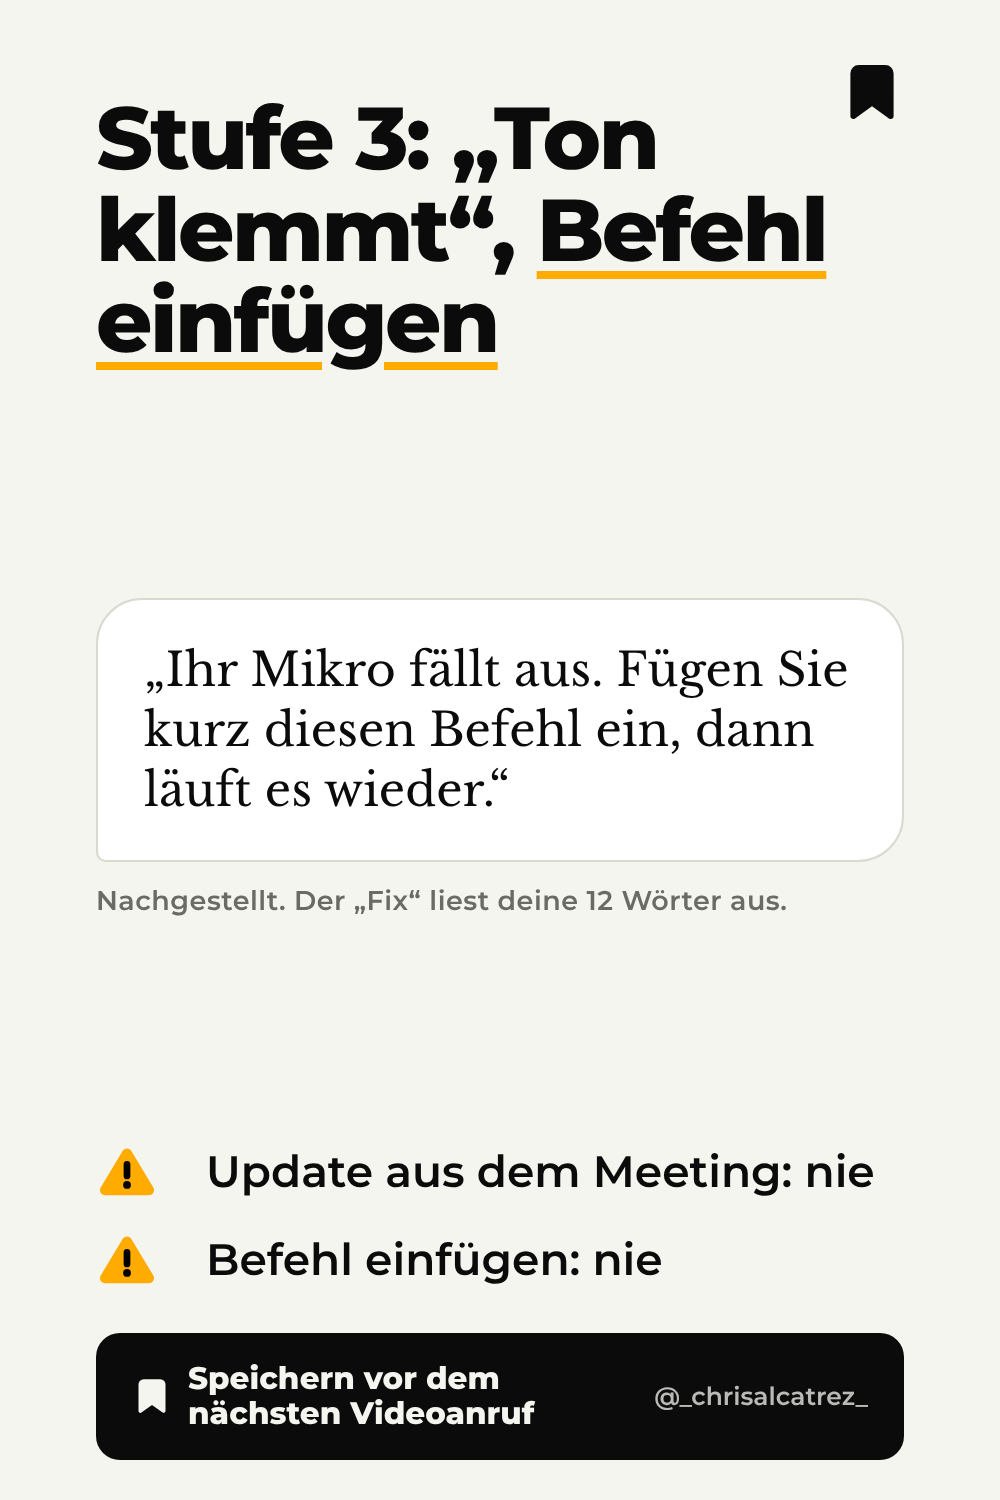 Stufe 3: „Ton
klemmt“, Befehl
einfügen
„Ihr Mikro fällt aus. Fügen Sie
kurz diesen Befehl ein, dann
läuft es wieder.“
Nachgestellt. Der „Fix“ liest deine 12 Wörter aus.
Update aus dem Meeting: nie
Befehl einfügen: nie
Speichern vor dem
nächsten Videoanruf
@_chrisalcatrez_